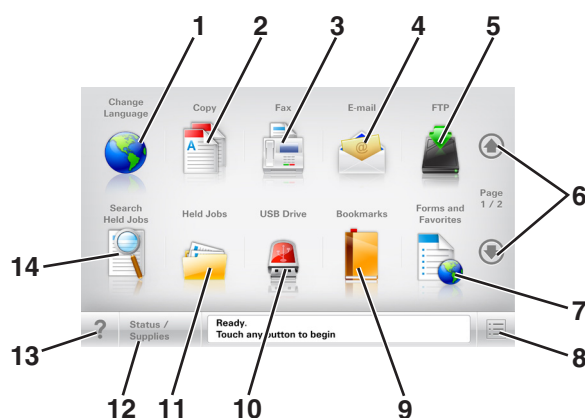 1 2 3 4 5
Change
Language
Copy
Fax
E-mail
FTP
A
@
6
Page
1 / 2
Search
Held Jobs
Held Jobs
USB Drive
Bookmarks
Forms and
Favorites
14
7
?
Status /
Supplies
Ready.
Touch any button to begin
13 12 11 10 9 8